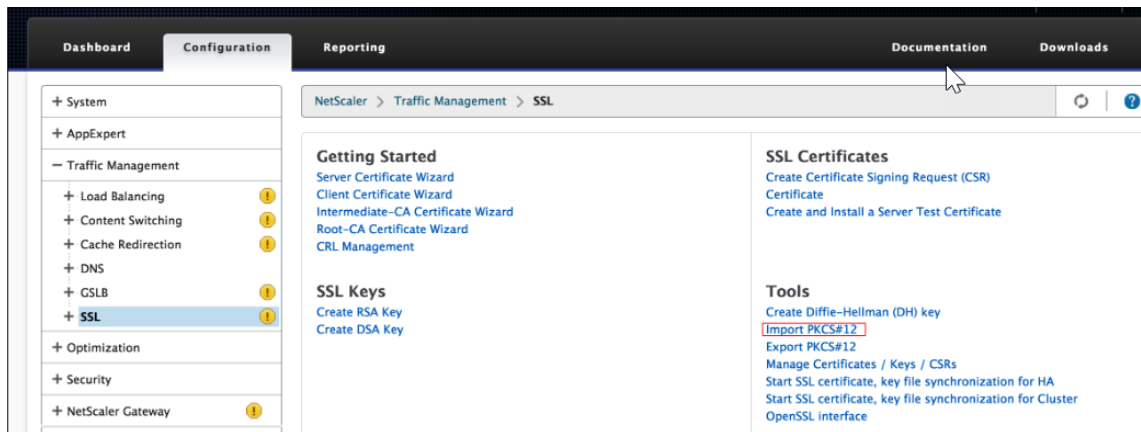 Dashboard Configuration Reporting Documentation Downloads
+ System
+ AppExpert
− Traffic Management
+ Load Balancing
+ Content Switching
+ Cache Redirection
+ DNS
+ GSLB
+ SSL
+ Optimization
+ Security
+ NetScaler Gateway
NetScaler > Traffic Management > SSL
Getting Started
Server Certificate Wizard
Client Certificate Wizard
Intermediate-CA Certificate Wizard
Root-CA Certificate Wizard
CRL Management
SSL Certificates
Create Certificate Signing Request (CSR)
Certificate
Create and Install a Server Test Certificate
SSL Keys
Create RSA Key
Create DSA Key
Tools
Create Diffie-Hellman (DH) key
Import PKCS#12
Export PKCS#12
Manage Certificates / Keys / CSRs
Start SSL certificate, key file synchronization for HA
Start SSL certificate, key file synchronization for Cluster
OpenSSL interface